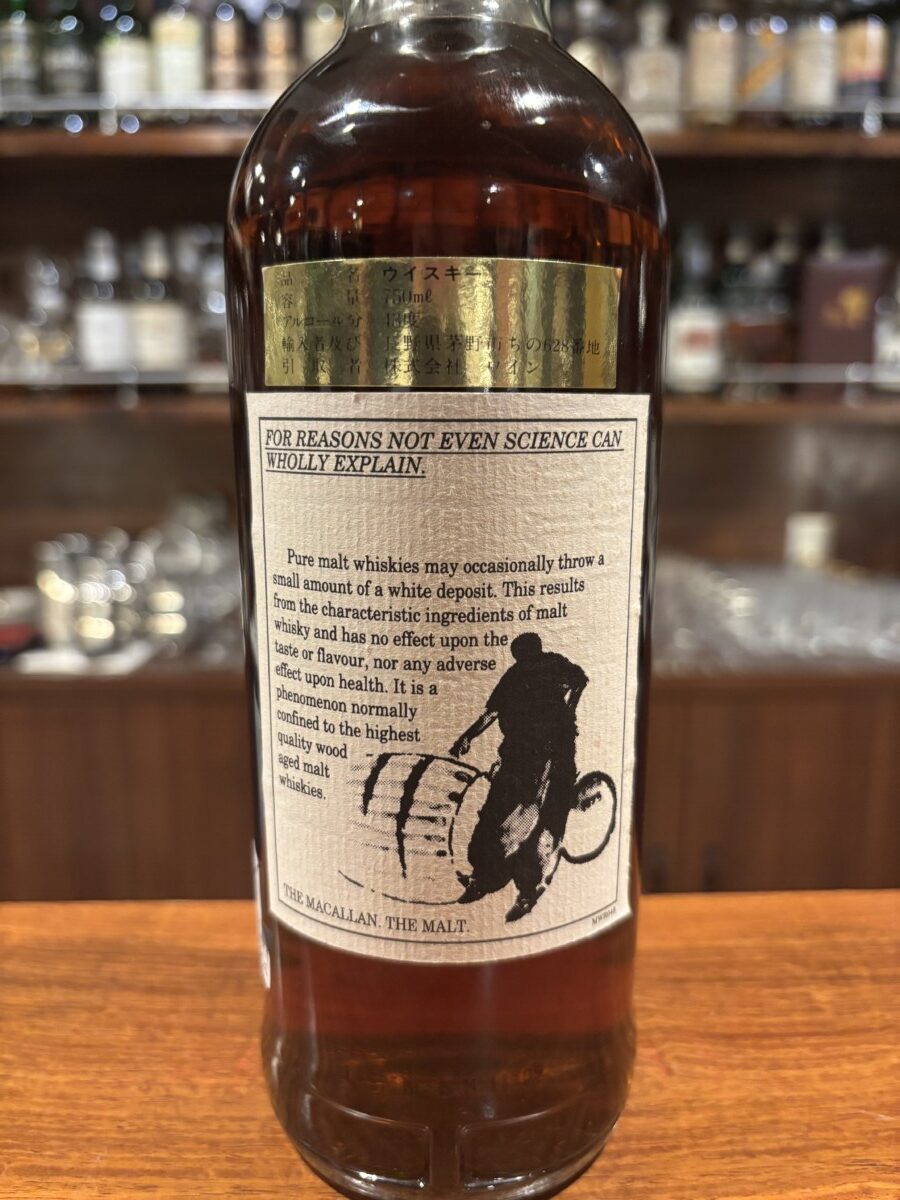 品名 ウイスキー
容量 750mℓ
アルコール分 43度
輸入者及び 長野県茅野市ちの628番地
引取者 株式会社 ワイン
FOR REASONS NOT EVEN SCIENCE CAN
WHOLLY EXPLAIN.
Pure malt whiskies may occasionally throw a
small amount of a white deposit. This results
from the characteristic ingredients of malt
whisky and has no effect upon the
taste or flavour, nor any adverse
effect upon health. It is a
phenomenon normally
confined to the highest
quality wood
aged malt
whiskies.
THE MACALLAN. THE MALT.
MWR048